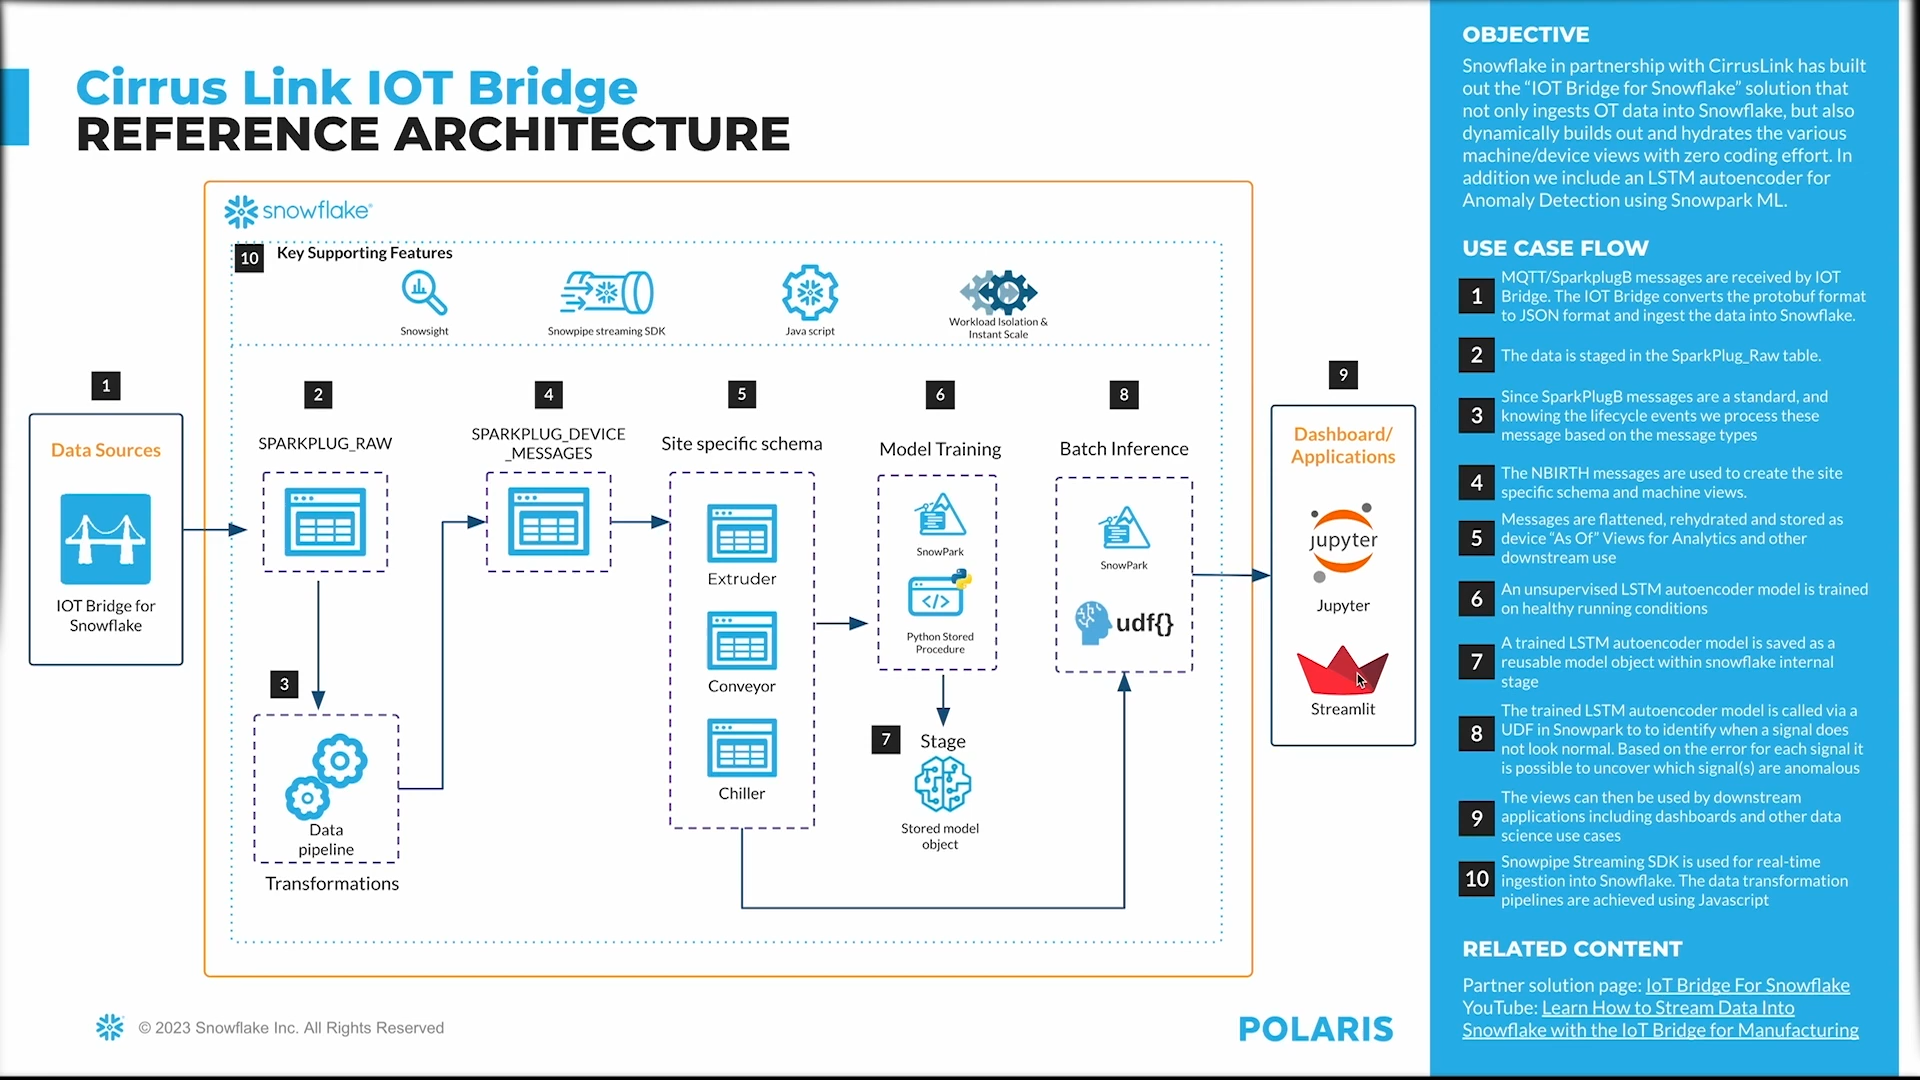 Cirrus Link IOT Bridge
REFERENCE ARCHITECTURE
snowflake®
10
Key Supporting Features
Snowsight
Snowpipe streaming SDK
Java script
Workload Isolation &
Instant Scale
1
Data Sources
IOT Bridge for
Snowflake
2
SPARKPLUG_RAW
3
Data
pipeline
Transformations
4
SPARKPLUG_DEVICE
_MESSAGES
5
Site specific schema
Extruder
Conveyor
Chiller
6
Model Training
SnowPark
</>
Python Stored
Procedure
7
Stage
Stored model
object
8
Batch Inference
SnowPark
udf{}
9
Dashboard/
Applications
jupyter
Jupyter
Streamlit
© 2023 Snowflake Inc. All Rights Reserved
POLARIS
OBJECTIVE
Snowflake in partnership with CirrusLink has built
out the “IOT Bridge for Snowflake” solution that
not only ingests OT data into Snowflake, but also
dynamically builds out and hydrates the various
machine/device views with zero coding effort. In
addition we include an LSTM autoencoder for
Anomaly Detection using Snowpark ML.
USE CASE FLOW
1
MQTT/SparkplugB messages are received by IOT
Bridge. The IOT Bridge converts the protobuf format
to JSON format and ingest the data into Snowflake.
2
The data is staged in the SparkPlug_Raw table.
3
Since SparkPlugB messages are a standard, and
knowing the lifecycle events we process these
message based on the message types
4
The NBIRTH messages are used to create the site
specific schema and machine views.
5
Messages are flattened, rehydrated and stored as
device “As Of” Views for Analytics and other
downstream use
6
An unsupervised LSTM autoencoder model is trained
on healthy running conditions
7
A trained LSTM autoencoder model is saved as a
reusable model object within snowflake internal
stage
8
The trained LSTM autoencoder model is called via a
UDF in Snowpark to to identify when a signal does
not look normal. Based on the error for each signal it
is possible to uncover which signal(s) are anomalous
9
The views can then be used by downstream
applications including dashboards and other data
science use cases
10
Snowpipe Streaming SDK is used for real-time
ingestion into Snowflake. The data transformation
pipelines are achieved using Javascript
RELATED CONTENT
Partner solution page: IoT Bridge For Snowflake
YouTube: Learn How to Stream Data Into
Snowflake with the IoT Bridge for Manufacturing